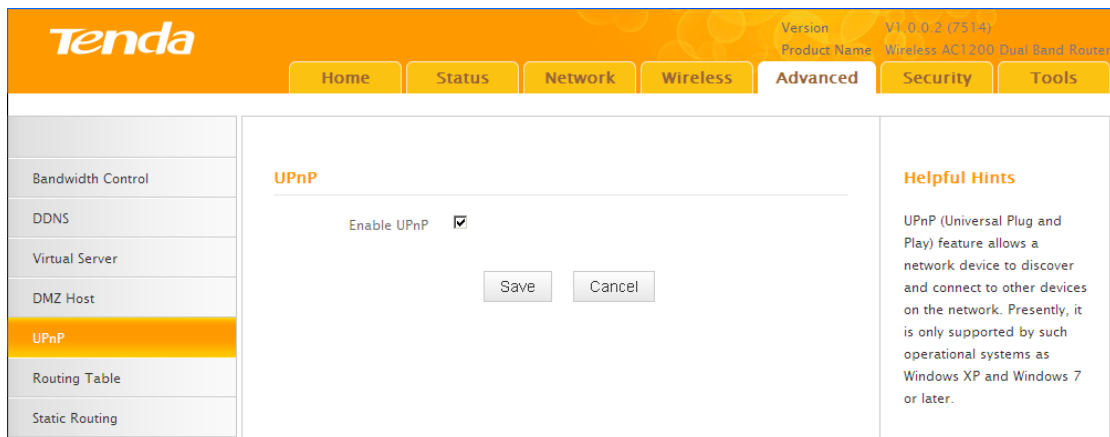 Tenda
Version V1.0.0.2 (7514)
Product Name Wireless AC1200 Dual Band Router
Home Status Network Wireless Advanced Security Tools
Bandwidth Control
DDNS
Virtual Server
DMZ Host
UPnP
Routing Table
Static Routing
UPnP
Enable UPnP
Save Cancel
Helpful Hints
UPnP (Universal Plug and
Play) feature allows a
network device to discover
and connect to other devices
on the network. Presently, it
is only supported by such
operational systems as
Windows XP and Windows 7
or later.